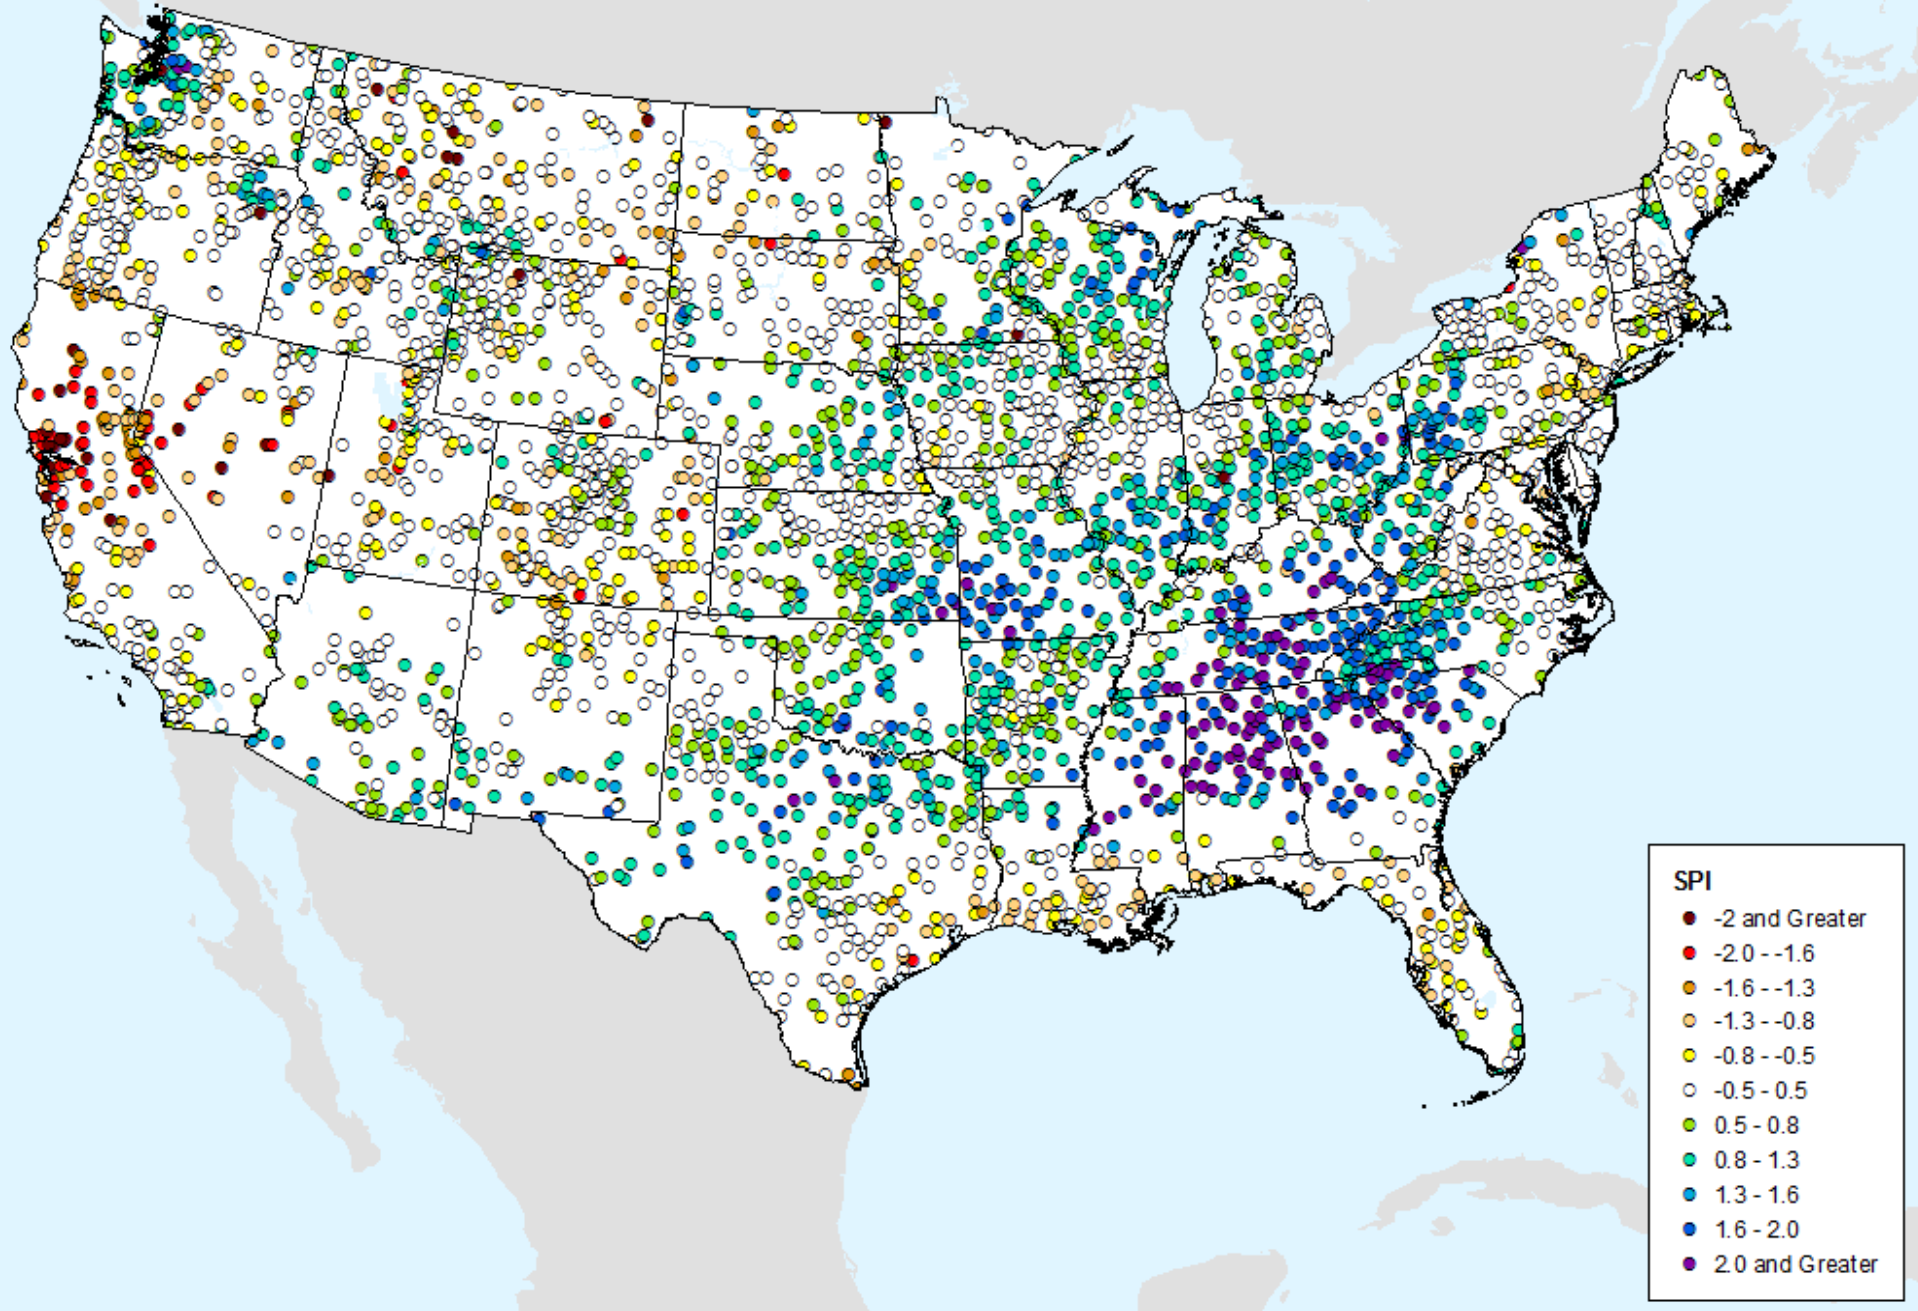 SPI
-2 and Greater
-2.0 - -1.6
-1.6 - -1.3
-1.3 - -0.8
-0.8 - -0.5
-0.5 - 0.5
0.5 - 0.8
0.8 - 1.3
1.3 - 1.6
1.6 - 2.0
2.0 and Greater